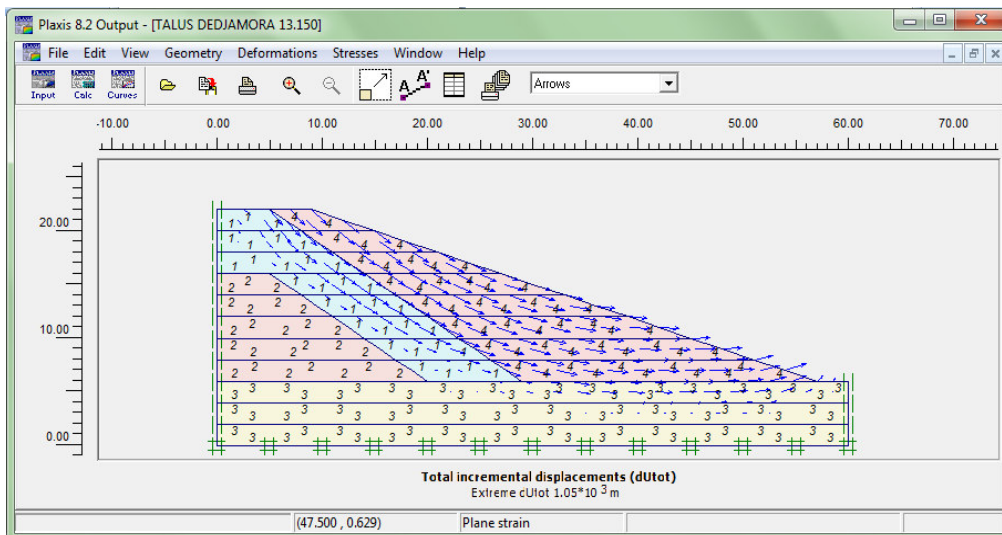 Plaxis 8.2 Output - [TALUS DEDJAMORA 13.150]
File Edit View Geometry Deformations Stresses Window Help
Input Calc Curves A A' Arrows
-10.00 0.00 10.00 20.00 30.00 40.00 50.00 60.00 70.00
20.00
10.00
0.00
Total incremental displacements (dUtot)
Extreme dUtot 1.05*10 3 m
(47.500 , 0.629) Plane strain